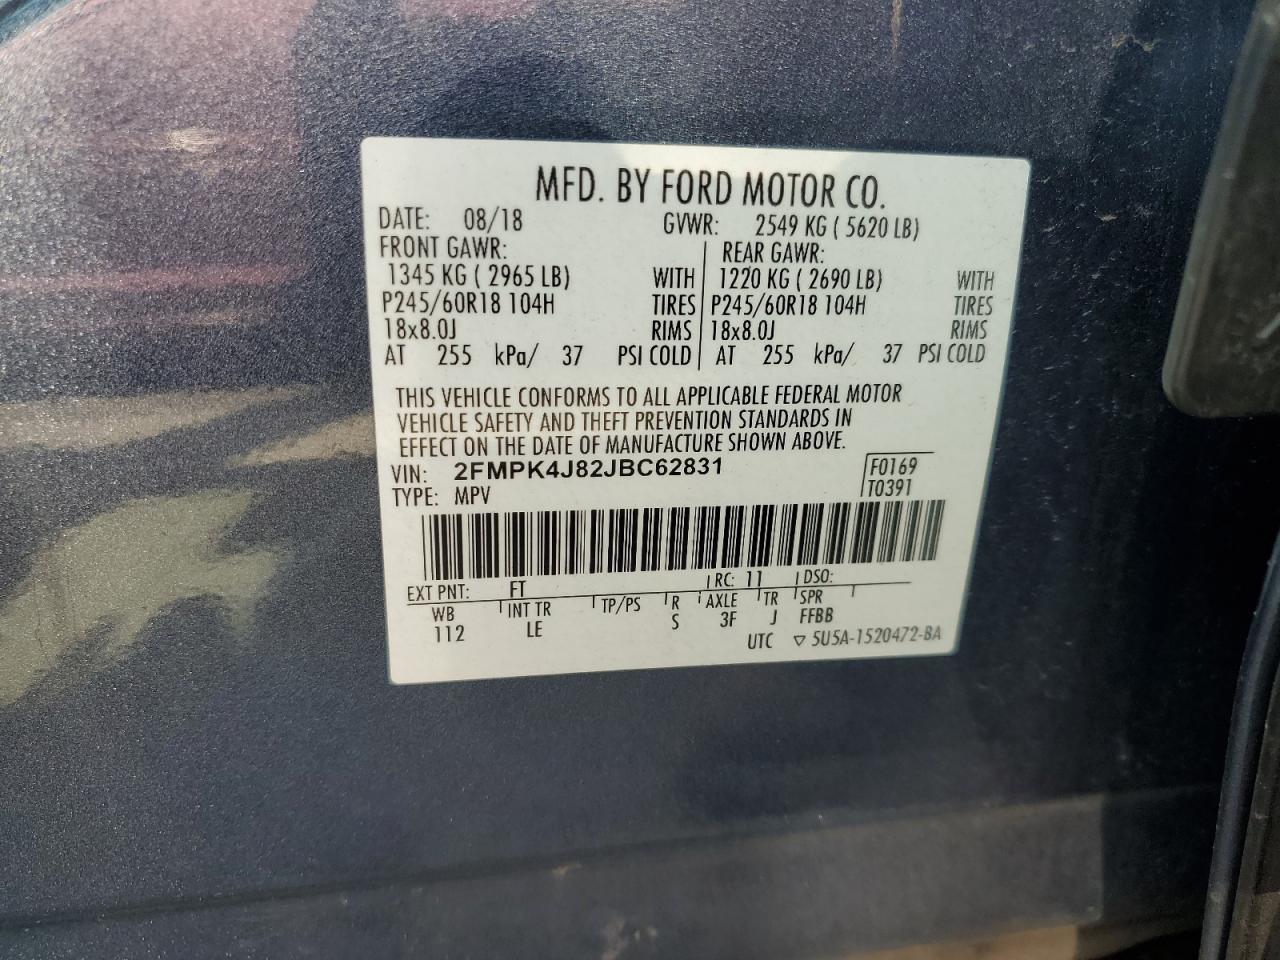 MFD. BY FORD MOTOR CO.
DATE: 08/18 GVWR: 2549 KG ( 5620 LB)
FRONT GAWR: REAR GAWR:
1345 KG ( 2965 LB) WITH 1220 KG ( 2690 LB) WITH
P245/60R18 104H TIRES P245/60R18 104H TIRES
18x8.0J RIMS 18x8.0J RIMS
AT 255 kPa/ 37 PSI COLD AT 255 kPa/ 37 PSI COLD
THIS VEHICLE CONFORMS TO ALL APPLICABLE FEDERAL MOTOR
VEHICLE SAFETY AND THEFT PREVENTION STANDARDS IN
EFFECT ON THE DATE OF MANUFACTURE SHOWN ABOVE.
VIN: 2FMPK4J82JBC62831 F0169
TYPE: MPV T0391
EXT PNT: FT RC: 11 DSO:
WB INT TR TP/PS R AXLE TR SPR
112 LE S 3F J FFBB
UTC ▽ 5U5A-1520472-BA